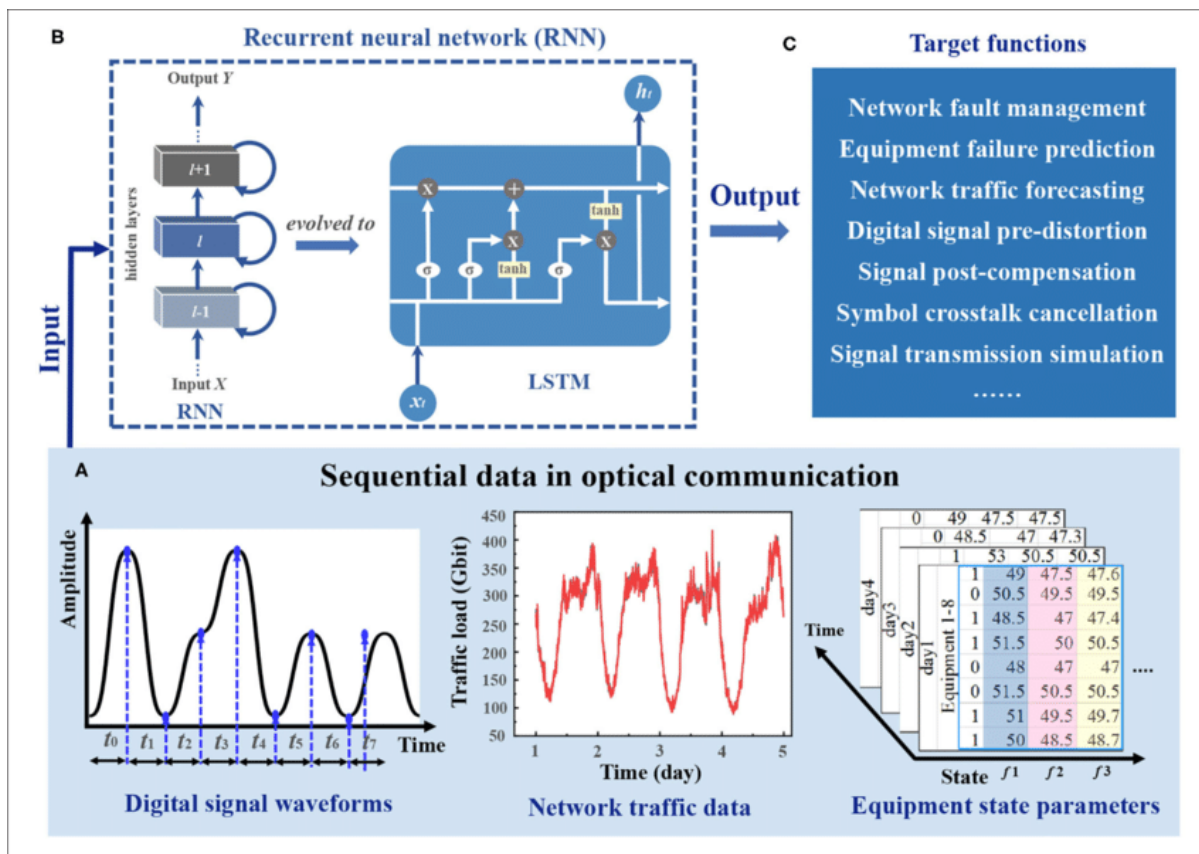 B
Recurrent neural network (RNN)
Output Y
l+1
l
l-1
hidden layers
Input X
RNN
evolved to
h_t
x
+
tanh
x
x
σ
σ
tanh
σ
LSTM
x_t
Input
Output
C
Target functions
Network fault management
Equipment failure prediction
Network traffic forecasting
Digital signal pre-distortion
Signal post-compensation
Symbol crosstalk cancellation
Signal transmission simulation
......
A
Sequential data in optical communication
Amplitude
t0 t1 t2 t3 t4 t5 t6 t7 Time
Digital signal waveforms
Traffic load (Gbit)
450
400
350
300
250
200
150
100
50
1 2 3 4 5
Time (day)
Network traffic data
0 49 47.5 47.5
0 48.5 47 47.3
1 53 50.5 50.5
day4
day3
day2
day1
Equipment 1-8
1 49 47.5 47.6
0 50.5 49.5 49.5
1 48.5 47 47.4
1 51.5 50 50.5
0 48 47 47
0 51.5 50.5 50.5
1 51 49.5 49.7
1 50 48.5 48.7
....
Time
State f1 f2 f3
Equipment state parameters